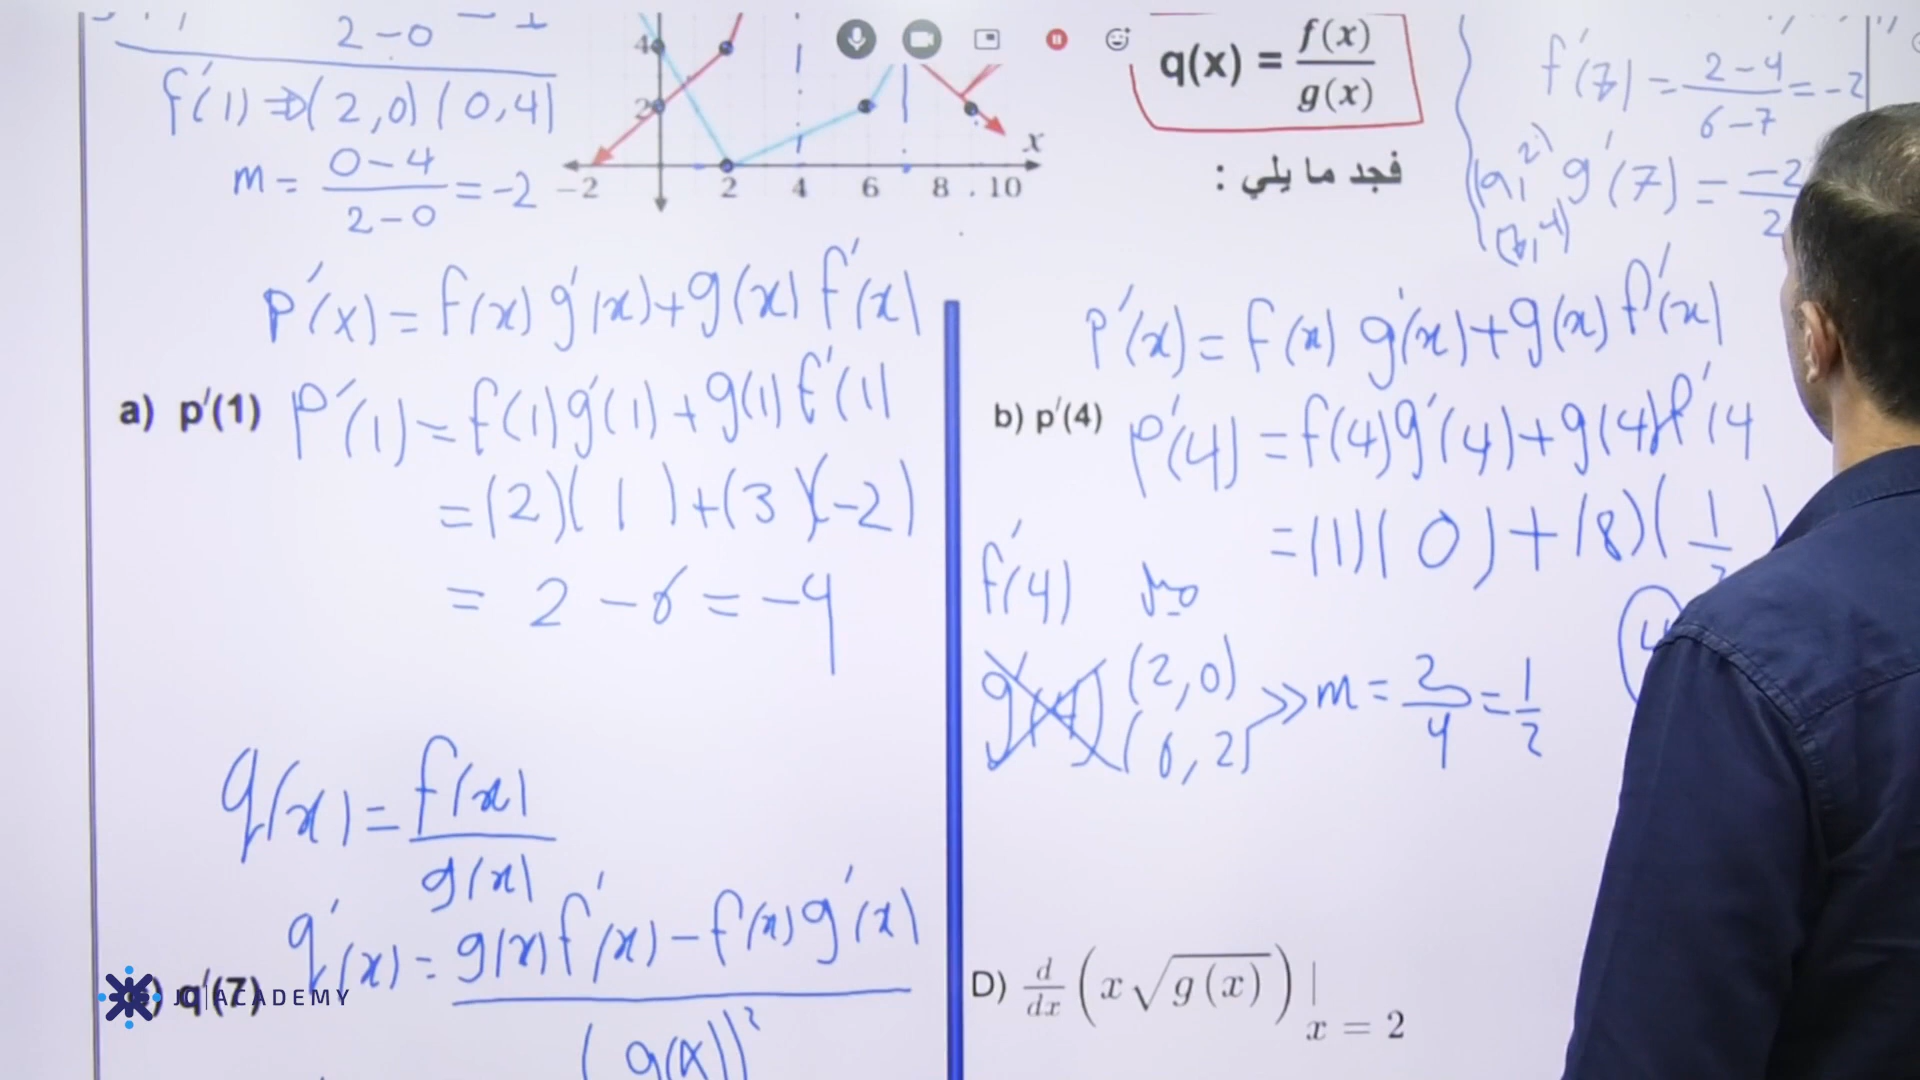 2-0
f'(1) ⇒ (2,0) (0,4)
m = 0-4 / 2-0 = -2
4
2
-2 2 4 6 8 10 x
q(x) = f(x) / g(x)
فجد ما يلي :
f'(7) = 2-4 / 6-7 = -2
g'(7) = -2 / 2
p'(x) = f(x) g'(x) + g(x) f'(x)
a) p'(1) p'(1) = f(1) g'(1) + g(1) f'(1)
= (2)(1) + (3)(-2)
= 2 - 6 = -4
q(x) = f(x) / g(x)
q'(x) = g(x) f'(x) - f(x) g'(x) / (g(x))²
q'(7)
JO ACADEMY
p'(x) = f(x) g'(x) + g(x) f'(x)
b) p'(4) p'(4) = f(4) g'(4) + g(4) f'(4
= (1)(0) + (8)(1/2)
f'(4)
(2,0)
(6,2) >> m = 2/4 = 1/2
D) d/dx (x √g(x)) | x = 2